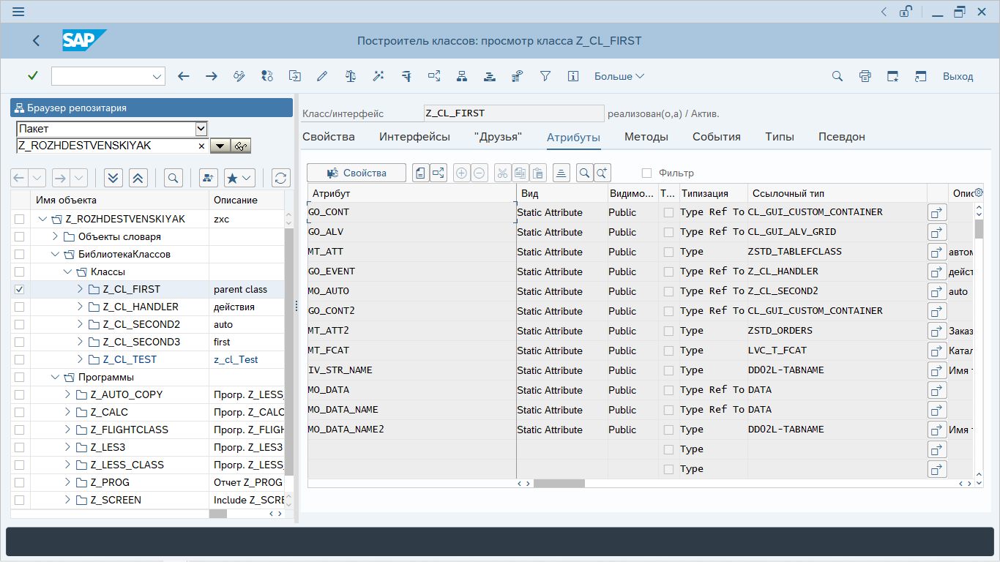 SAP
Построитель классов: просмотр класса Z_CL_FIRST
Больше
Выход
Браузер репозитария
Пакет
Z_ROZHDESTVENSKIYAK
Имя объекта Описание
Z_ROZHDESTVENSKIYAK zxc
Объекты словаря
БиблиотекаКлассов
Классы
Z_CL_FIRST parent class
Z_CL_HANDLER действия
Z_CL_SECOND2 auto
Z_CL_SECOND3 first
Z_CL_TEST z_cl_Test
Программы
Z_AUTO_COPY Прогр. Z_LESS_
Z_CALC Прогр. Z_CALC
Z_FLIGHTCLASS Прогр. Z_FLIGH
Z_LES3 Прогр. Z_LES3
Z_LESS_CLASS Прогр. Z_LESS_
Z_PROG Отчет Z_PROG
Z_SCREEN Include Z_SCRE
Класс/интерфейс Z_CL_FIRST реализован(о,а) / Актив.
Свойства Интерфейсы "Друзья" Атрибуты Методы События Типы Псевдон
Свойства Фильтр
Атрибут Вид Видимо... Т... Типизация Ссылочный тип Опис
GO_CONT Static Attribute Public Type Ref To CL_GUI_CUSTOM_CONTAINER
GO_ALV Static Attribute Public Type Ref To CL_GUI_ALV_GRID
MT_ATT Static Attribute Public Type ZSTD_TABLEFCLASS автом
GO_EVENT Static Attribute Public Type Ref To Z_CL_HANDLER дейст
MO_AUTO Static Attribute Public Type Ref To Z_CL_SECOND2 auto
GO_CONT2 Static Attribute Public Type Ref To CL_GUI_CUSTOM_CONTAINER
MT_ATT2 Static Attribute Public Type ZSTD_ORDERS Заказ
MT_FCAT Static Attribute Public Type LVC_T_FCAT Катал
IV_STR_NAME Static Attribute Public Type DD02L-TABNAME Имя т
MO_DATA Static Attribute Public Type Ref To DATA
MO_DATA_NAME Static Attribute Public Type Ref To DATA
MO_DATA_NAME2 Static Attribute Public Type DD02L-TABNAME Имя т
Type
Type